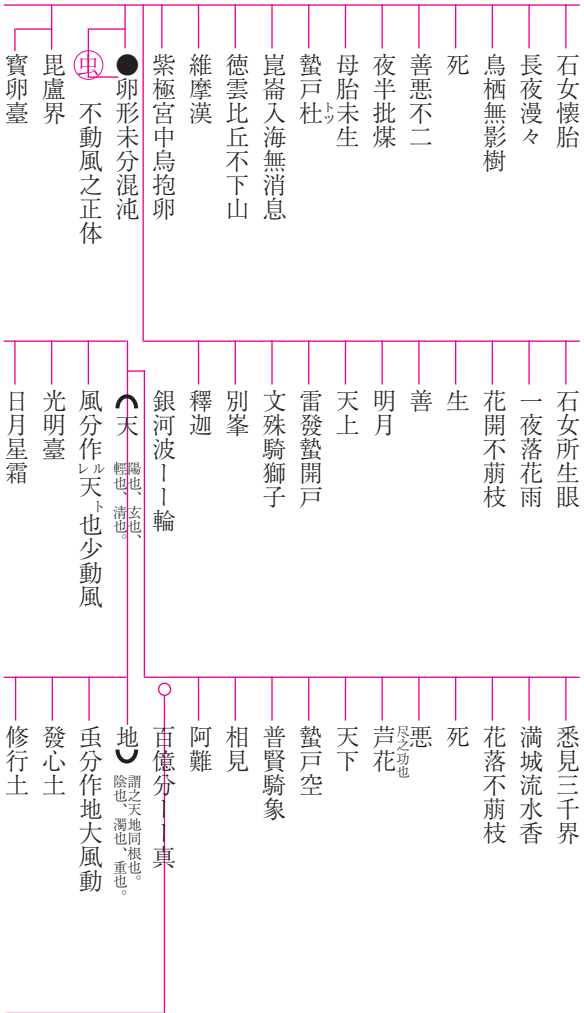 石女懐胎
長夜漫々
鳥栖無影樹
死
善悪不二
夜半批煤
母胎未生
蟄戸杜トツ
崑崙入海無消息
徳雲比丘不下山
維摩漢
紫極宮中烏抱卵
●卵形未分混沌
虫 不動風之正体
毘盧界
寳卵臺
石女所生眼
一夜落花雨
花開不萠枝
生
善
明月
天上
雷發蟄開戸
文殊騎獅子
別峯
釋迦
銀河波ーー輪
天 陽也、玄也、
軽也、清也。
風分作ルレ天ト也少動風
光明臺
日月星霜
悉見三千界
満城流水香
花落不萠枝
死
悪
芦花尽之功也
天下
蟄戸空
普賢騎象
相見
阿難
百億分ーー真
地 謂之天地同根也。
陰也、濁也、重也。
虱分作地大風動
發心土
修行土